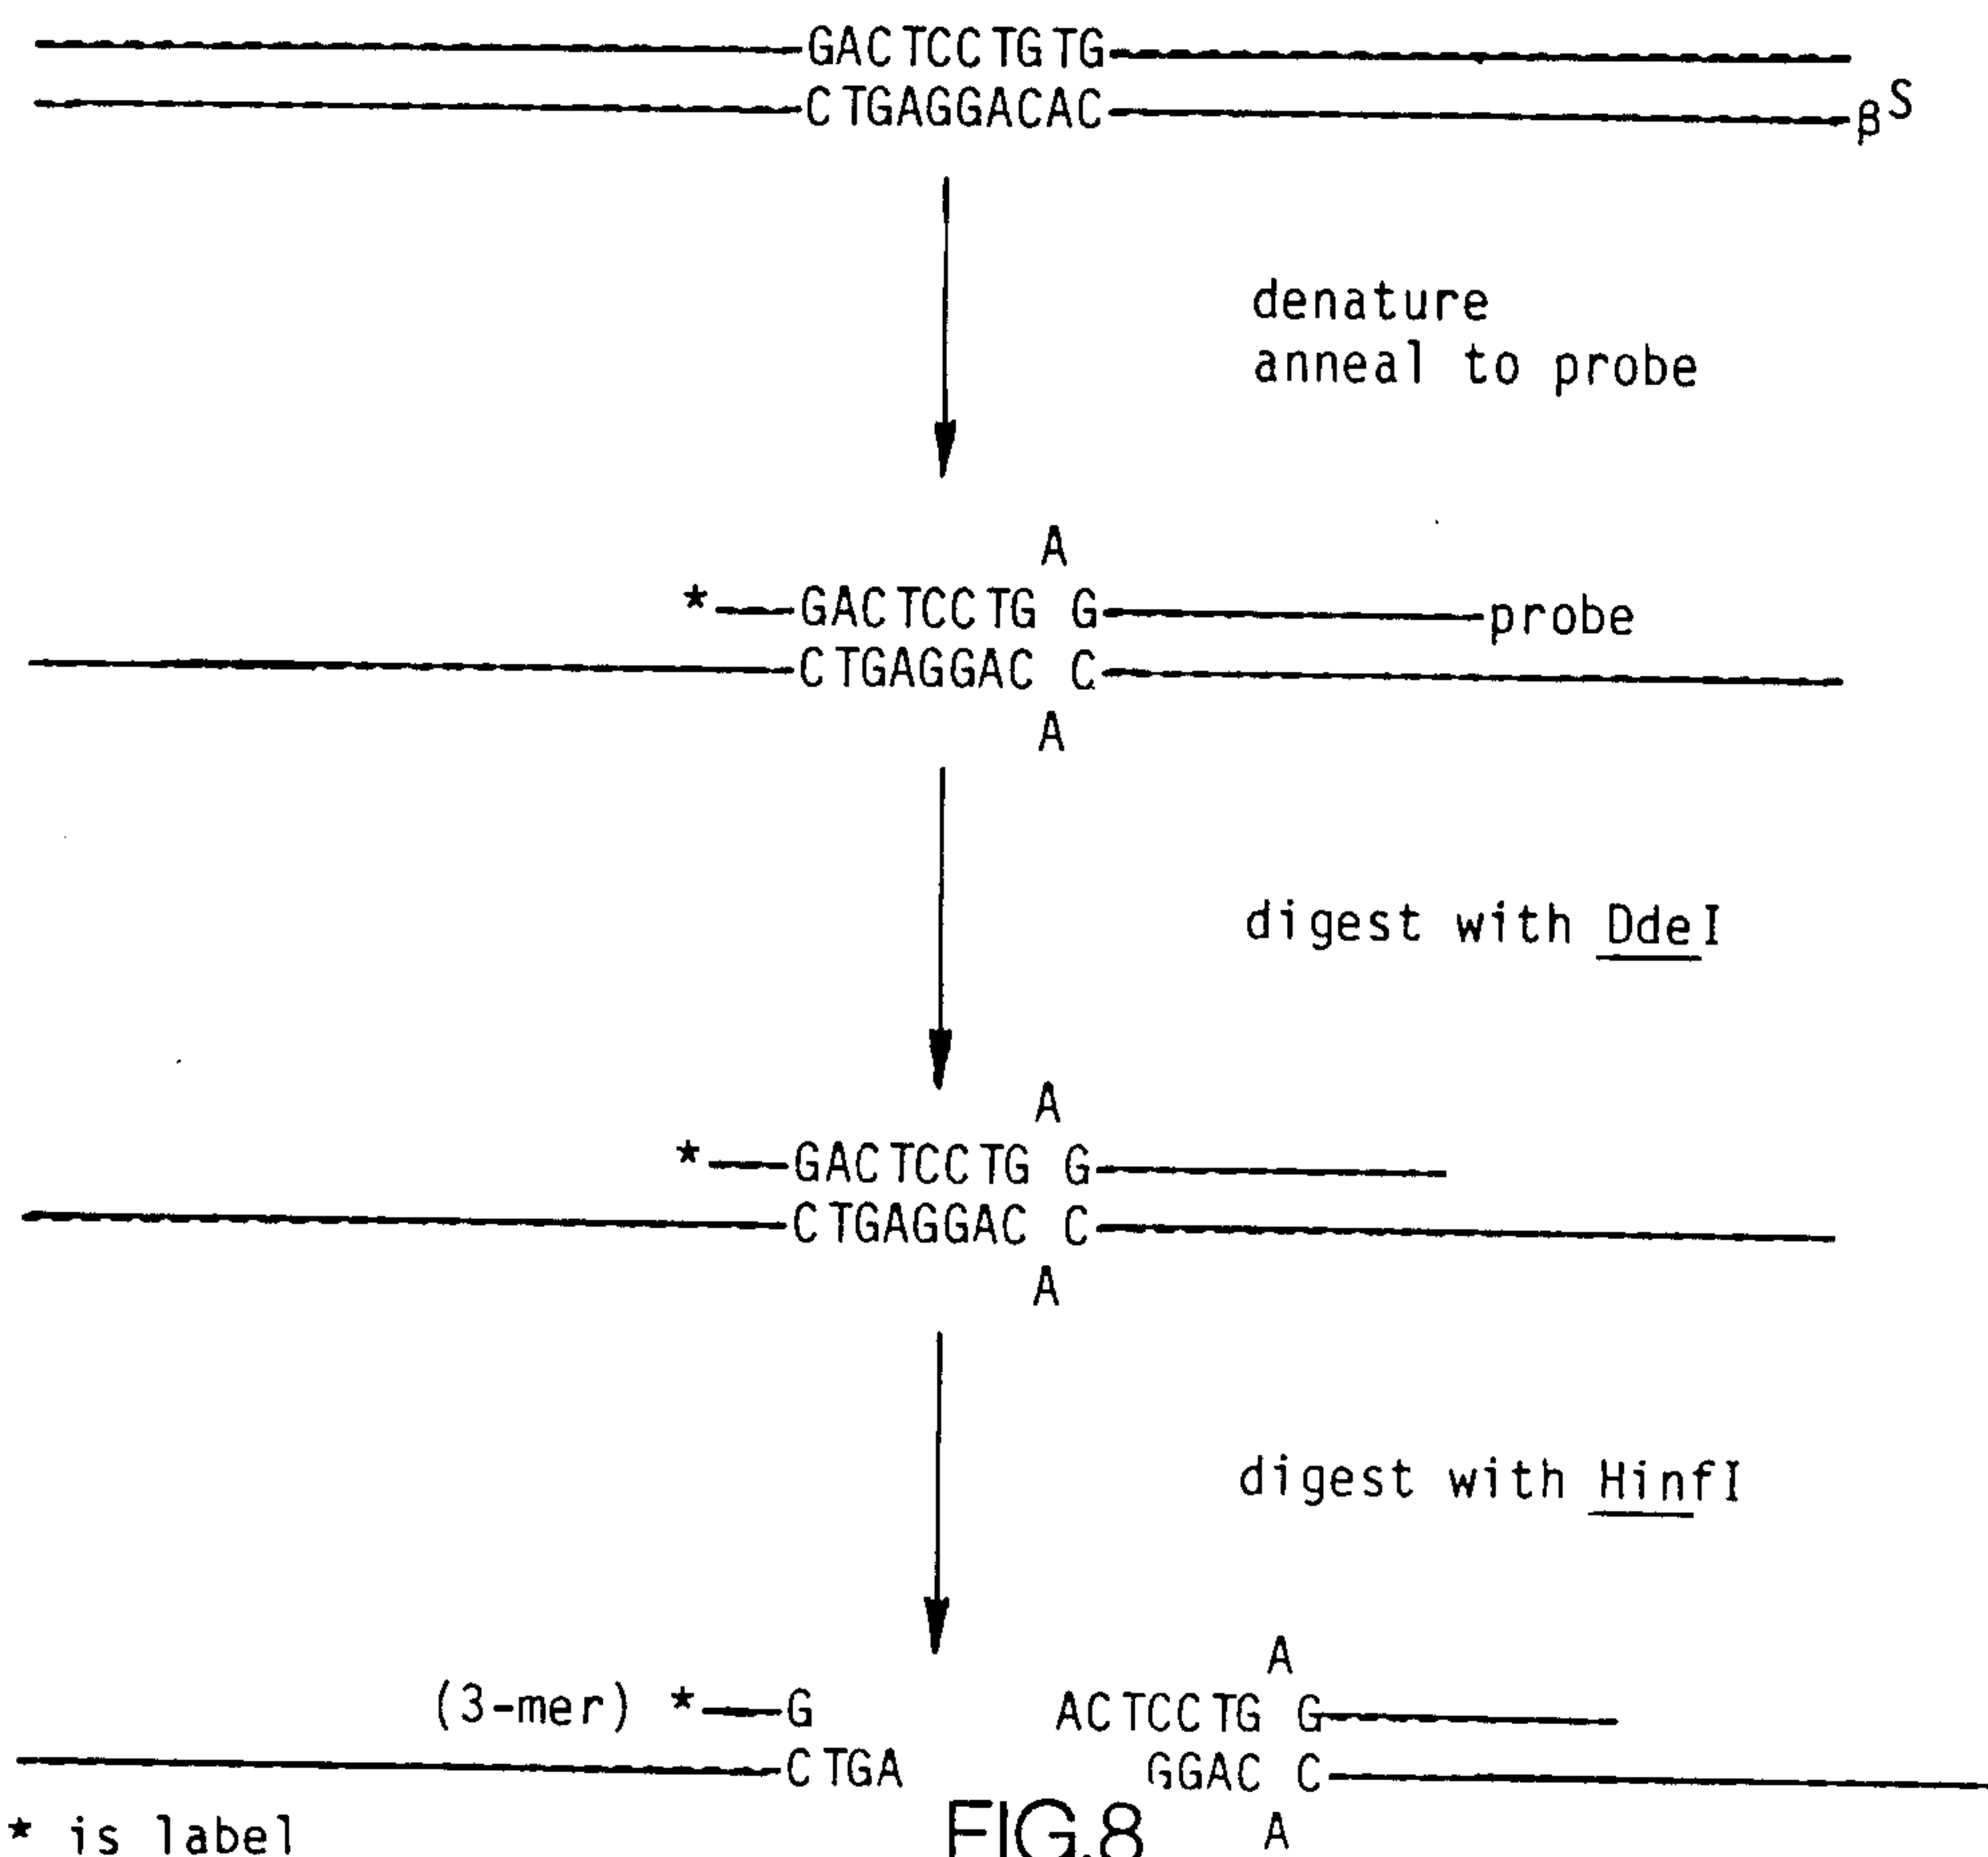 GACTCCTGTG
CTGAGGACAC
βS
denature
anneal to probe
A
*GACTCCTG G probe
CTGAGGAC C
A
digest with DdeI
A
*GACTCCTG G
CTGAGGAC C
A
digest with HinfI
A
(3-mer) *G ACTCCTG G
CTGA GGAC C
A
* is label
FIG.8